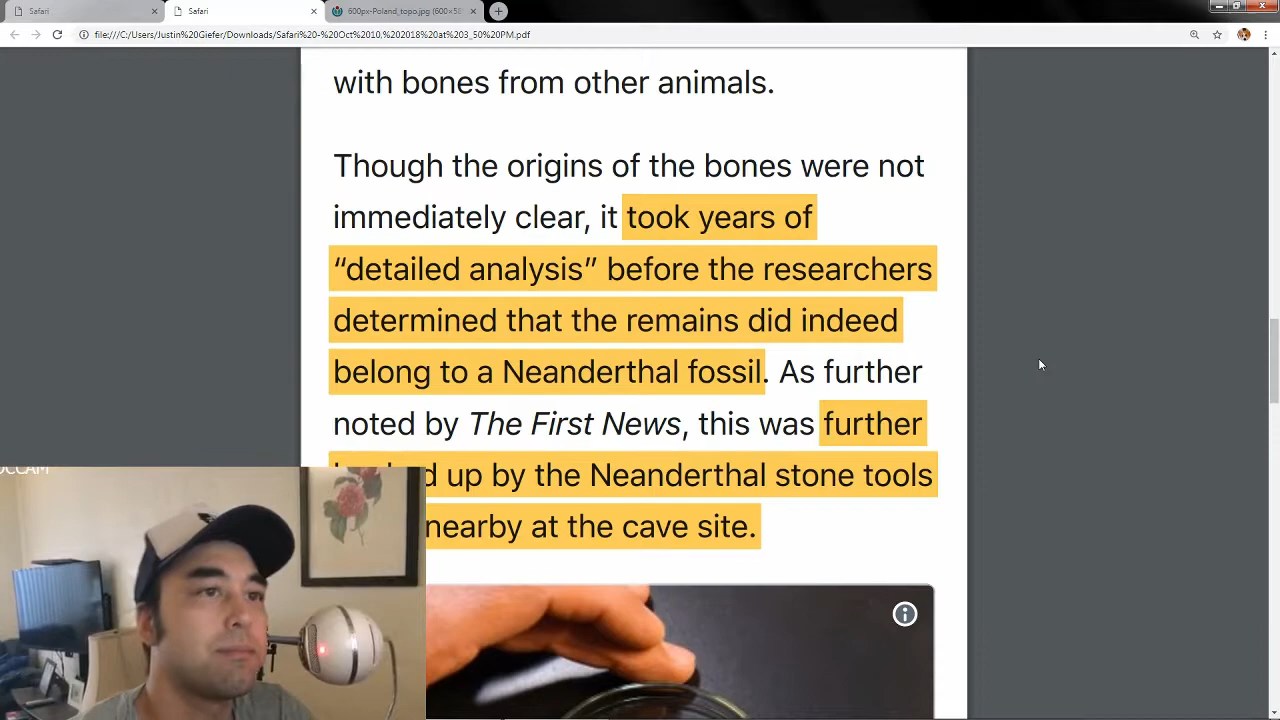 Safari
Safari
600px-Poland_topo.jpg (600×58
file:///C:/Users/Justin%20Giefer/Downloads/Safari%20-%20Oct%2010,%202018%20at%203_50%20PM.pdf
with bones from other animals.
Though the origins of the bones were not
immediately clear, it took years of
“detailed analysis” before the researchers
determined that the remains did indeed
belong to a Neanderthal fossil. As further
noted by The First News, this was further
up by the Neanderthal stone tools
nearby at the cave site.